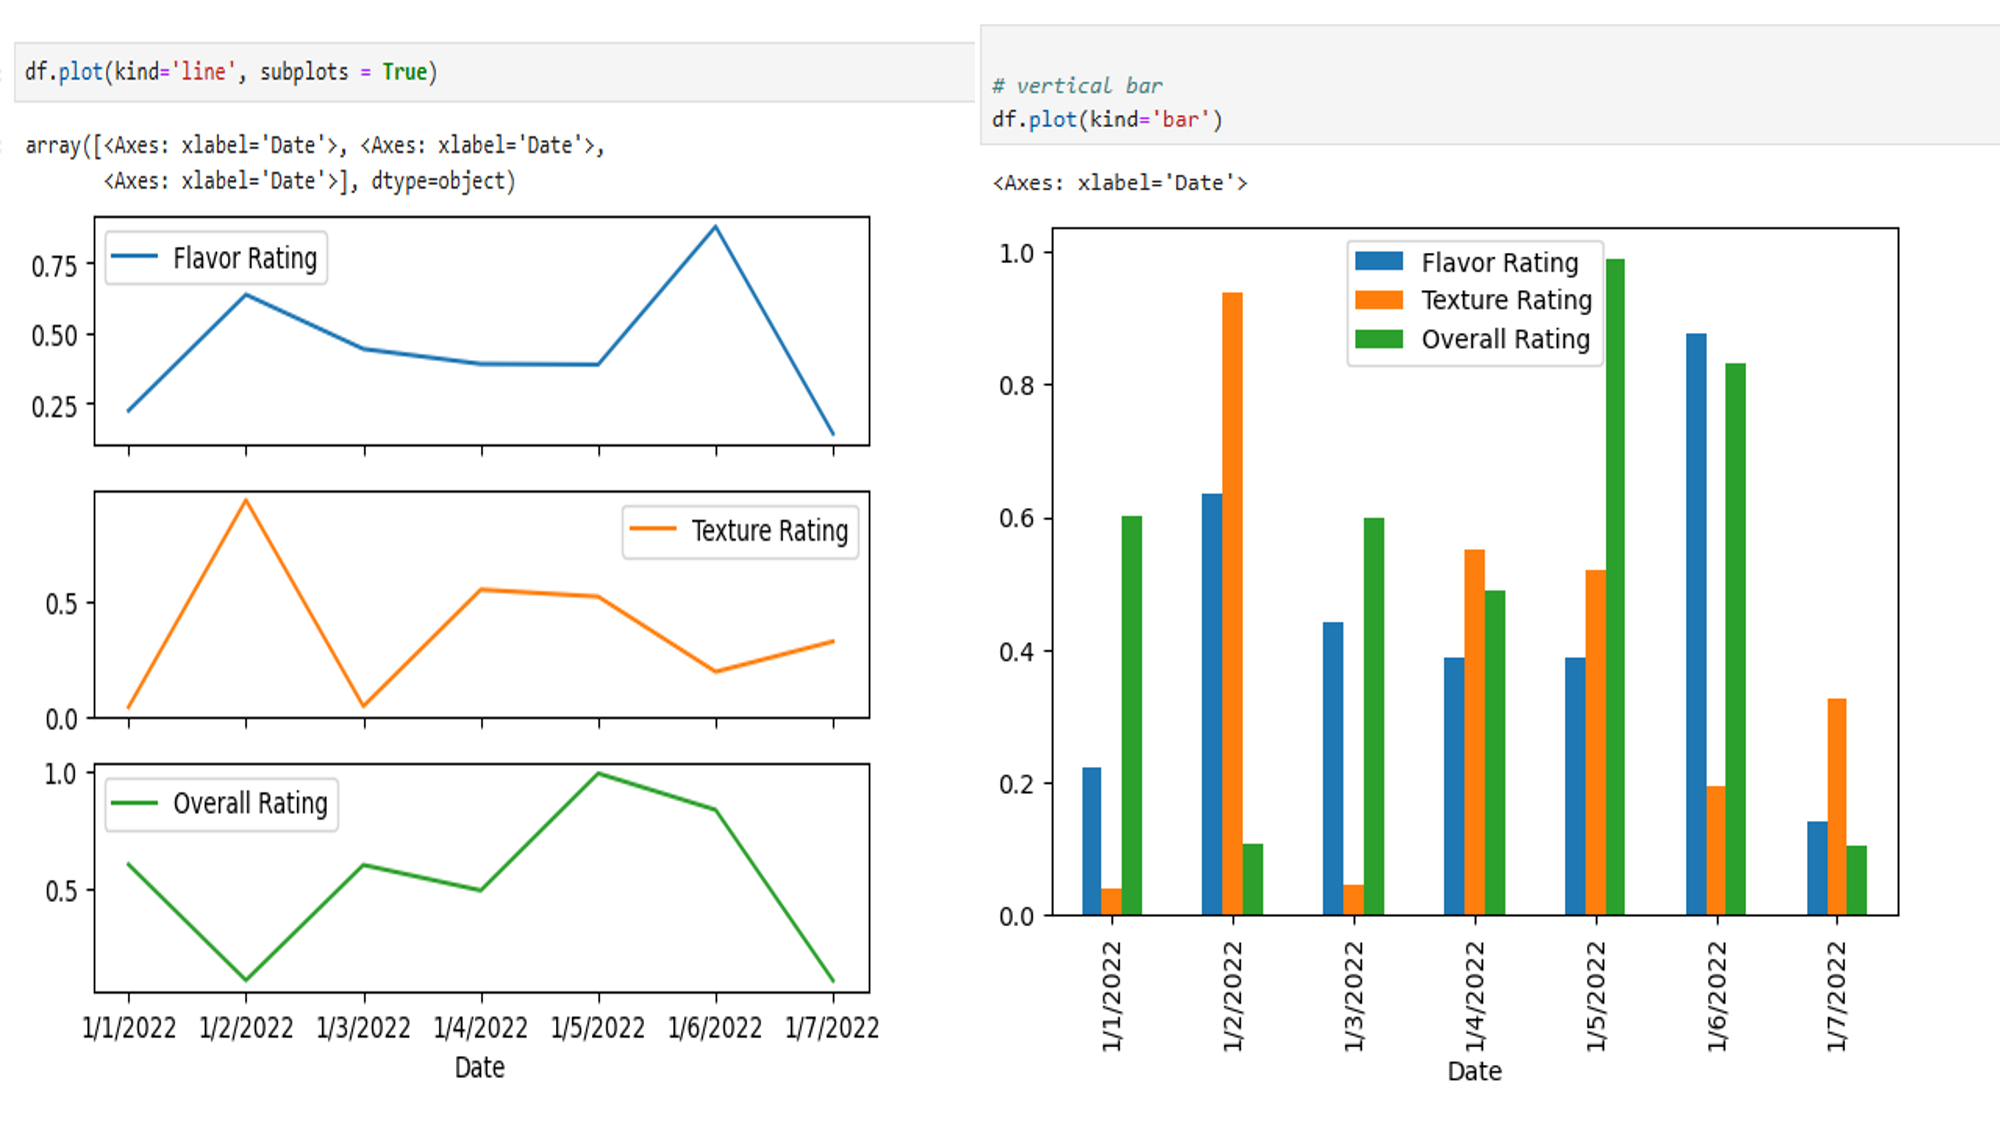 df.plot(kind='line', subplots = True)
array([<Axes: xlabel='Date'>, <Axes: xlabel='Date'>,
<Axes: xlabel='Date'>], dtype=object)
Flavor Rating
0.75
0.50
0.25
Texture Rating
0.5
0.0
1.0
Overall Rating
0.5
1/1/2022 1/2/2022 1/3/2022 1/4/2022 1/5/2022 1/6/2022 1/7/2022
Date
# vertical bar
df.plot(kind='bar')
<Axes: xlabel='Date'>
1.0
Flavor Rating
Texture Rating
Overall Rating
0.8
0.6
0.4
0.2
0.0
1/1/2022
1/2/2022
1/3/2022
1/4/2022
1/5/2022
1/6/2022
1/7/2022
Date